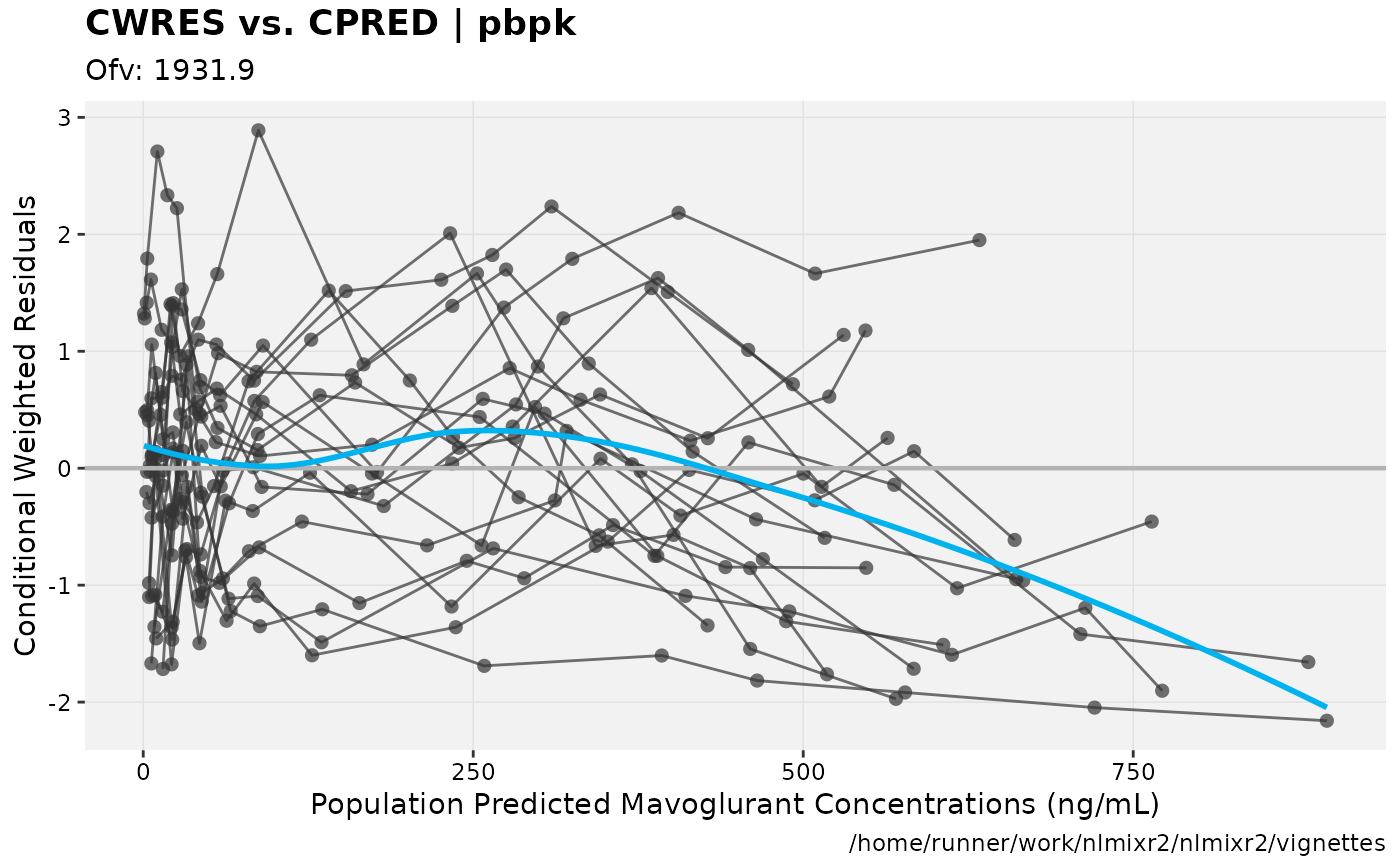 CWRES vs. CPRED | pbpk
Ofv: 1931.9
Conditional Weighted Residuals
3
2
1
0
-1
-2
0 250 500 750
Population Predicted Mavoglurant Concentrations (ng/mL)
/home/runner/work/nlmixr2/nlmixr2/vignettes